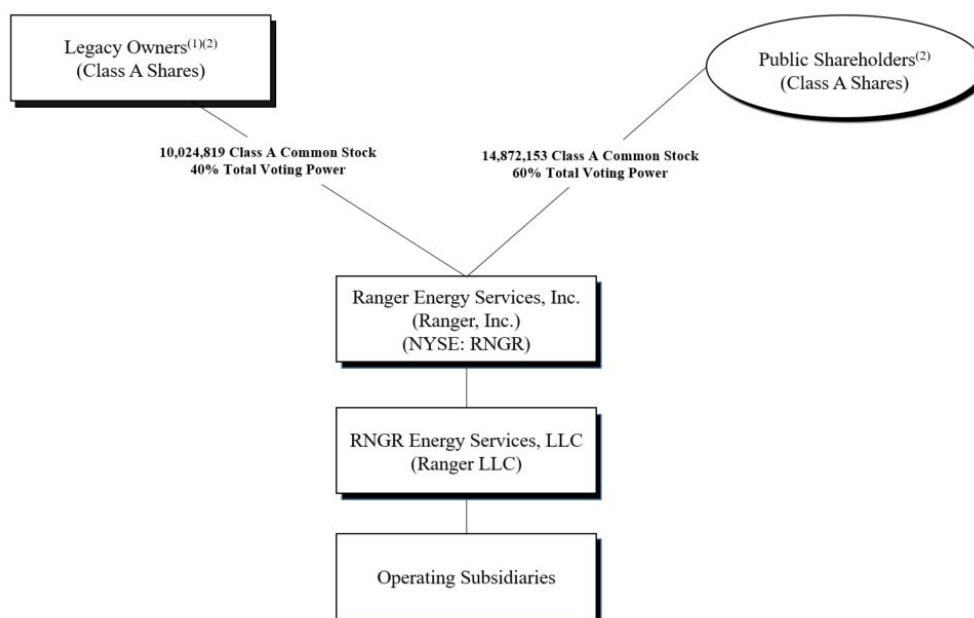 Legacy Owners(1)(2)
(Class A Shares)
Public Shareholders(2)
(Class A Shares)
10,024,819 Class A Common Stock
40% Total Voting Power
14,872,153 Class A Common Stock
60% Total Voting Power
Ranger Energy Services, Inc.
(Ranger, Inc.)
(NYSE: RNGR)
RNGR Energy Services, LLC
(Ranger LLC)
Operating Subsidiaries